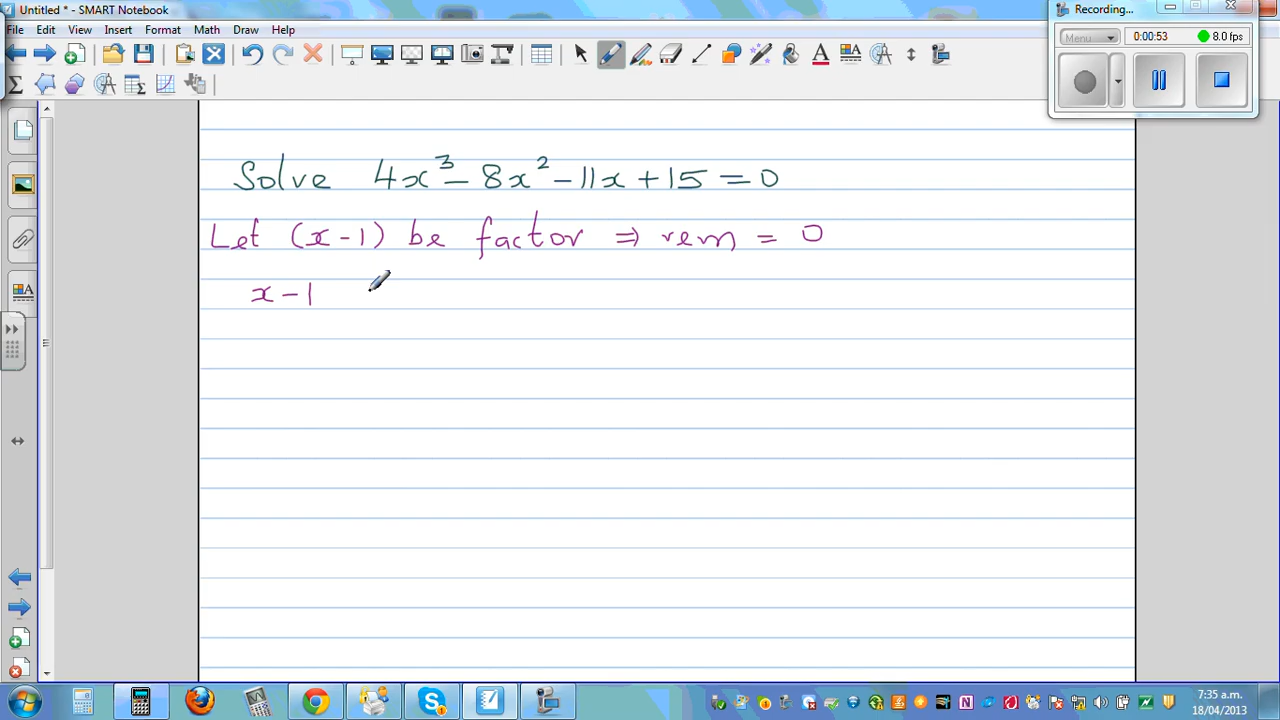 Untitled * - SMART Notebook
File Edit View Insert Format Math Draw Help
Recording...
Menu 0:00:53 8.0 fps
Solve 4x³ - 8x² - 11x + 15 = 0
Let (x-1) be factor ⇒ rem = 0
x - 1
7:35 a.m.
18/04/2013